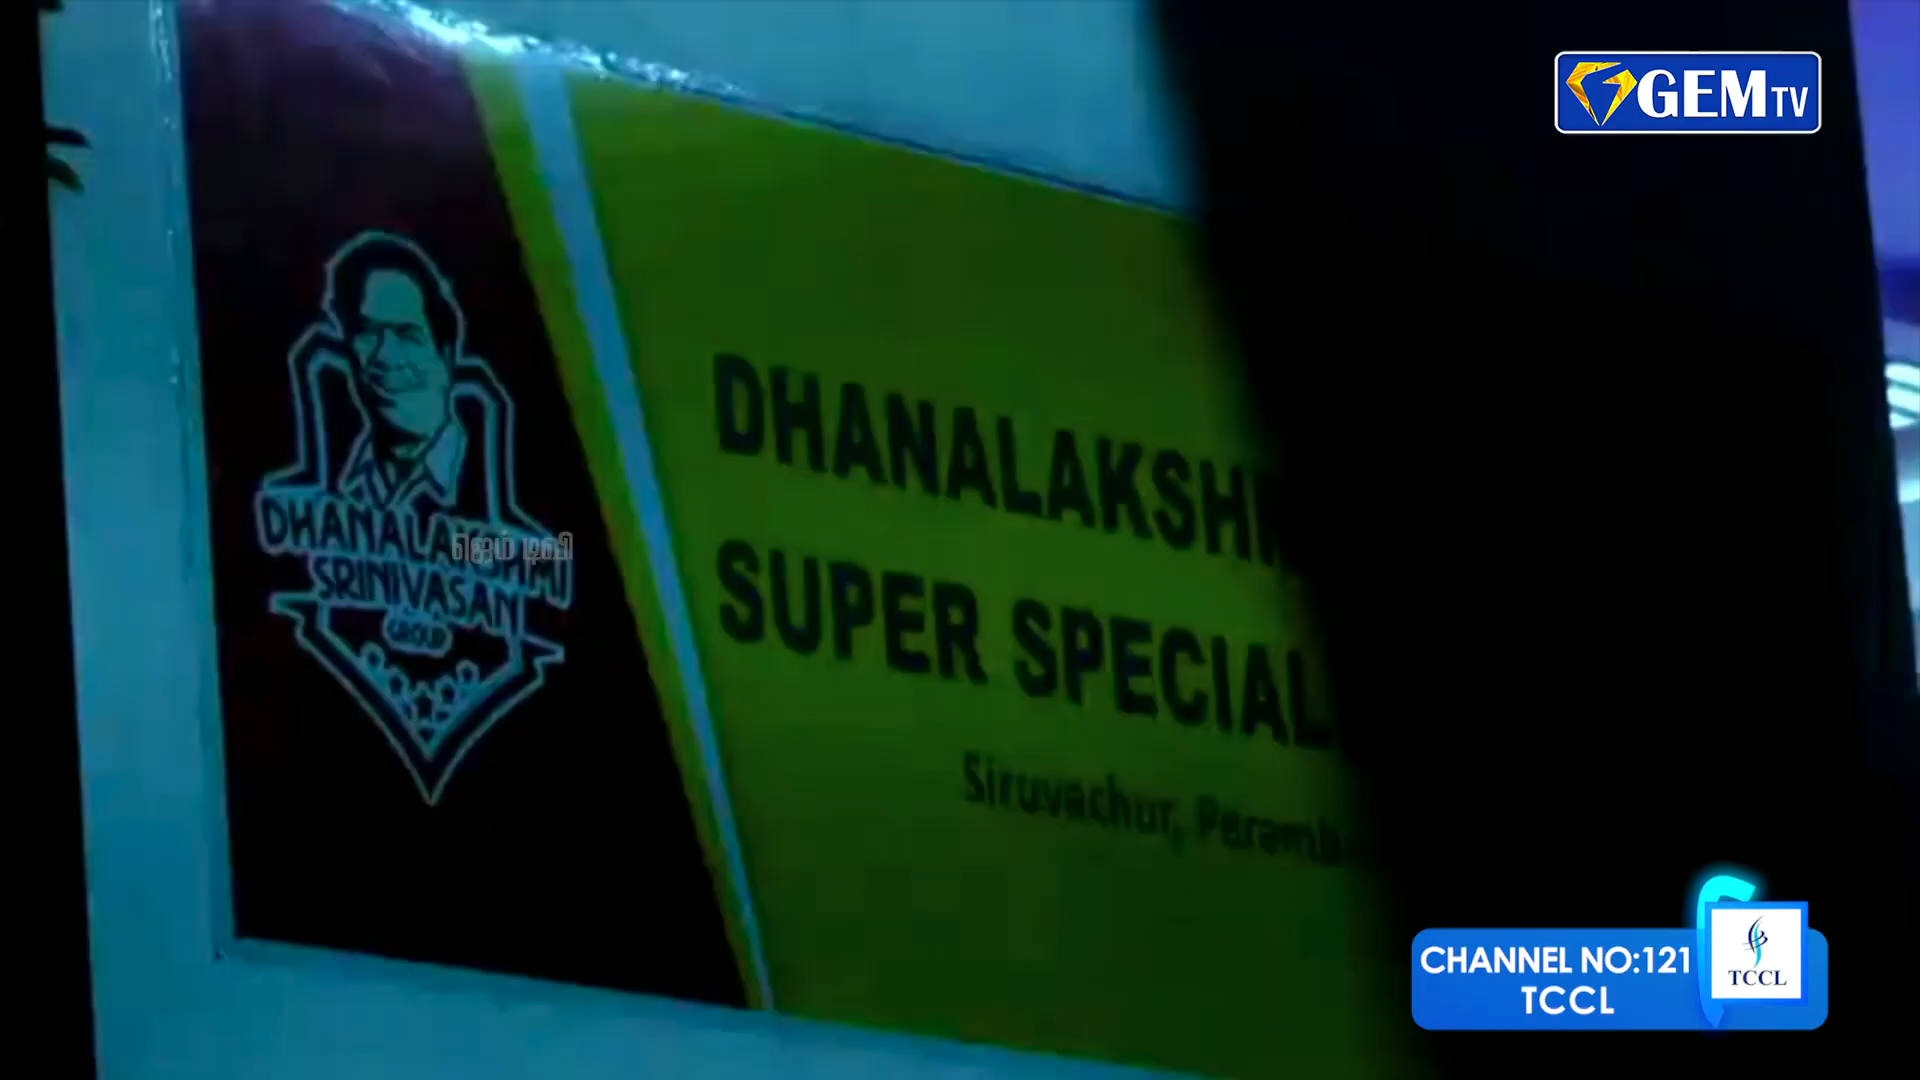 GEM TV
DHANALAKSHMI
SRINIVASAN
GROUP
ஜெம் டிவி
DHANALAKSH
SUPER SPECIAL
Siruvachur, Peramb
CHANNEL NO:121
TCCL
TCCL